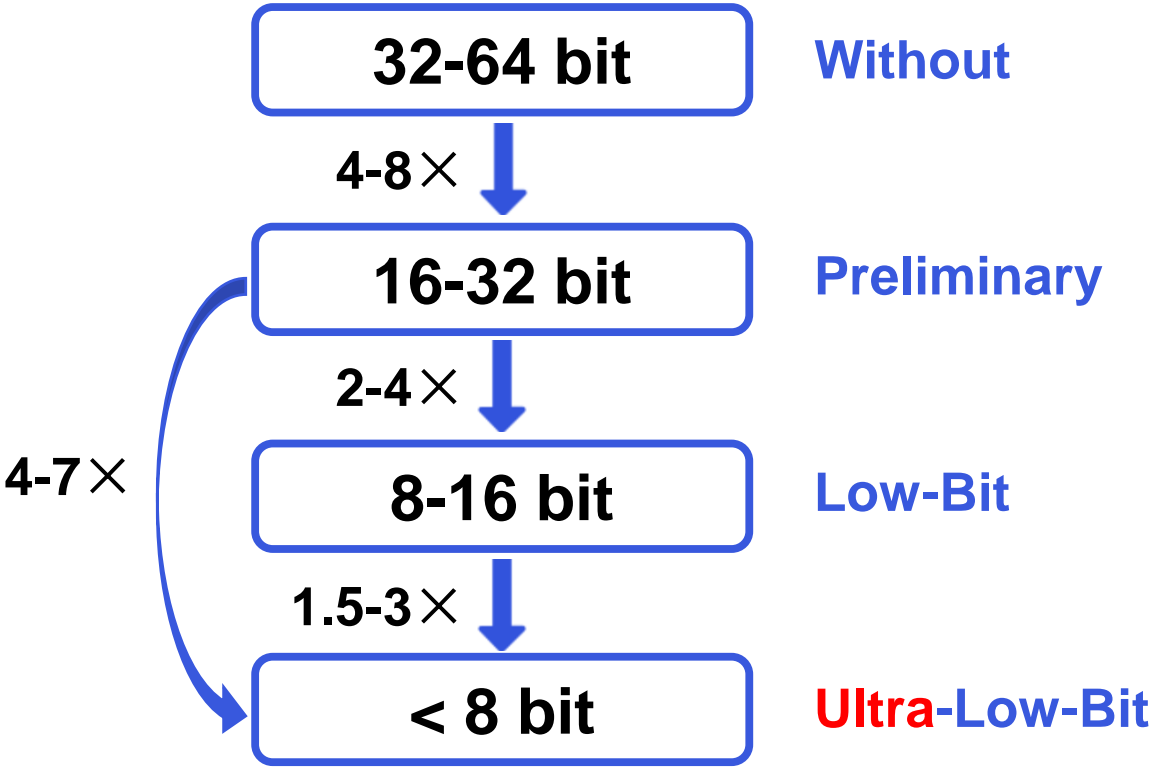 32-64 bit
Without
4-8×
16-32 bit
Preliminary
2-4×
4-7×
8-16 bit
Low-Bit
1.5-3×
< 8 bit
Ultra-Low-Bit